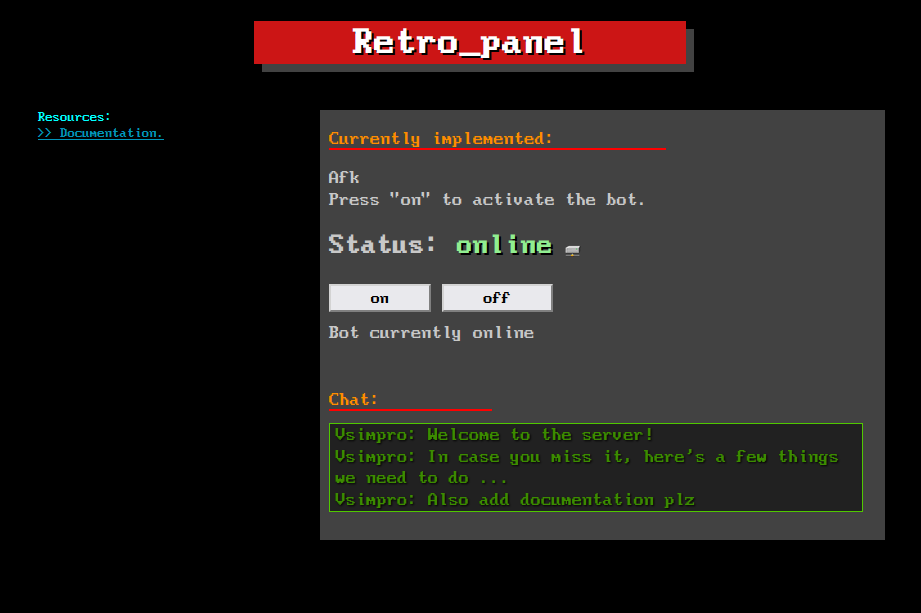 Retro_panel
Resources:
>> Documentation.
Currently implemented:
Afk
Press "on" to activate the bot.
Status: online
on off
Bot currently online
Chat:
Vsimpro: Welcome to the server!
Vsimpro: In case you miss it, here's a few things
we need to do ...
Vsimpro: Also add documentation plz